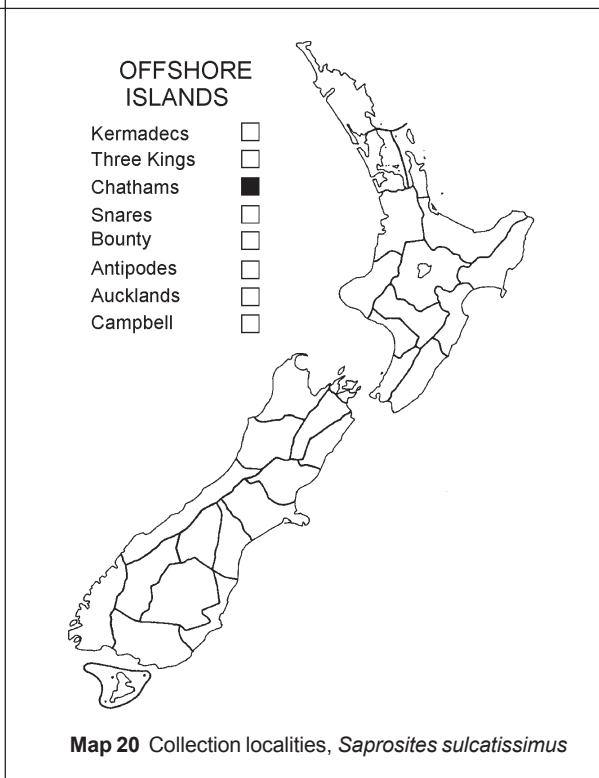 OFFSHORE
ISLANDS
Kermadecs
Three Kings
Chathams
Snares
Bounty
Antipodes
Aucklands
Campbell
Map 20 Collection localities, Saprosites sulcatissimus